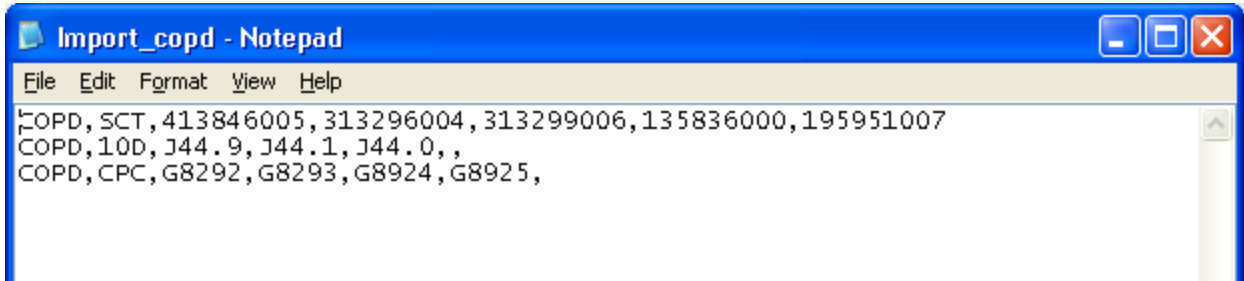 Import_copd - Notepad
File Edit Format View Help
COPD,SCT,413846005,313296004,313299006,135836000,195951007
COPD,10D,J44.9,J44.1,J44.0,,
COPD,CPC,G8292,G8293,G8924,G8925,